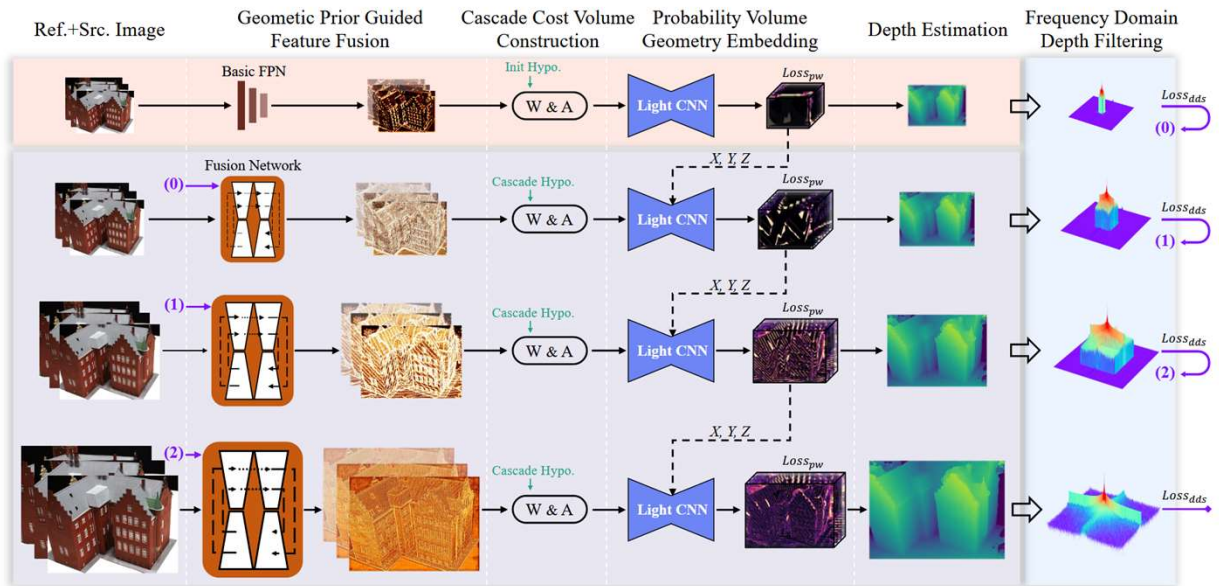 Ref.+Src. Image
Geometric Prior Guided
Feature Fusion
Cascade Cost Volume
Construction
Probability Volume
Geometry Embedding
Depth Estimation
Frequency Domain
Depth Filtering
Basic FPN
Init Hypo.
W & A
Light CNN
Loss_pw
Loss_dds
(0)
X, Y, Z
Fusion Network
(0)
Cascade Hypo.
W & A
Light CNN
Loss_pw
Loss_dds
(1)
X, Y, Z
(1)
Cascade Hypo.
W & A
Light CNN
Loss_pw
Loss_dds
(2)
X, Y, Z
(2)
Cascade Hypo.
W & A
Light CNN
Loss_pw
Loss_dds